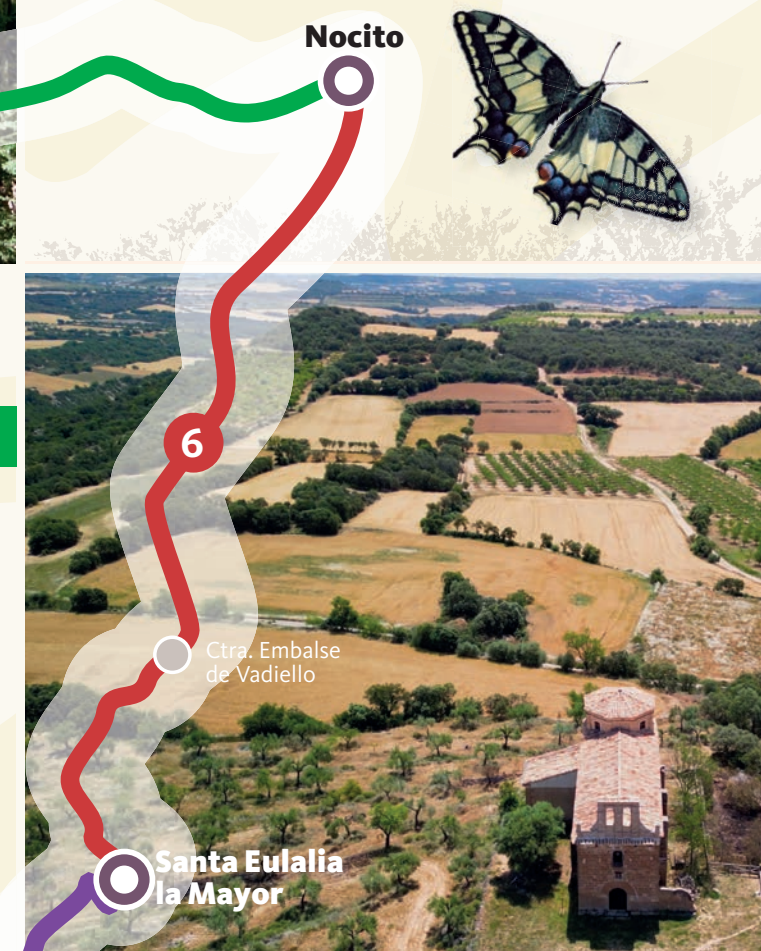 Nocito
6
Ctra. Embalse
de Vadiello
Santa Eulalia
la Mayor